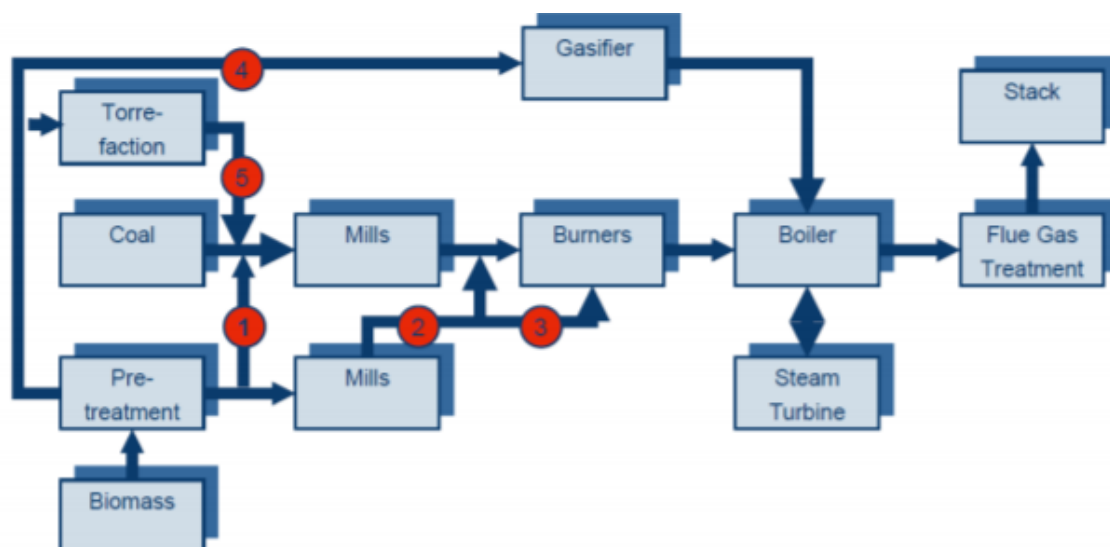 Gasifier
4
Stack
Torre-
faction
5
Coal
Mills
Burners
Boiler
Flue Gas
Treatment
1
2
3
Pre-
treatment
Mills
Steam
Turbine
Biomass